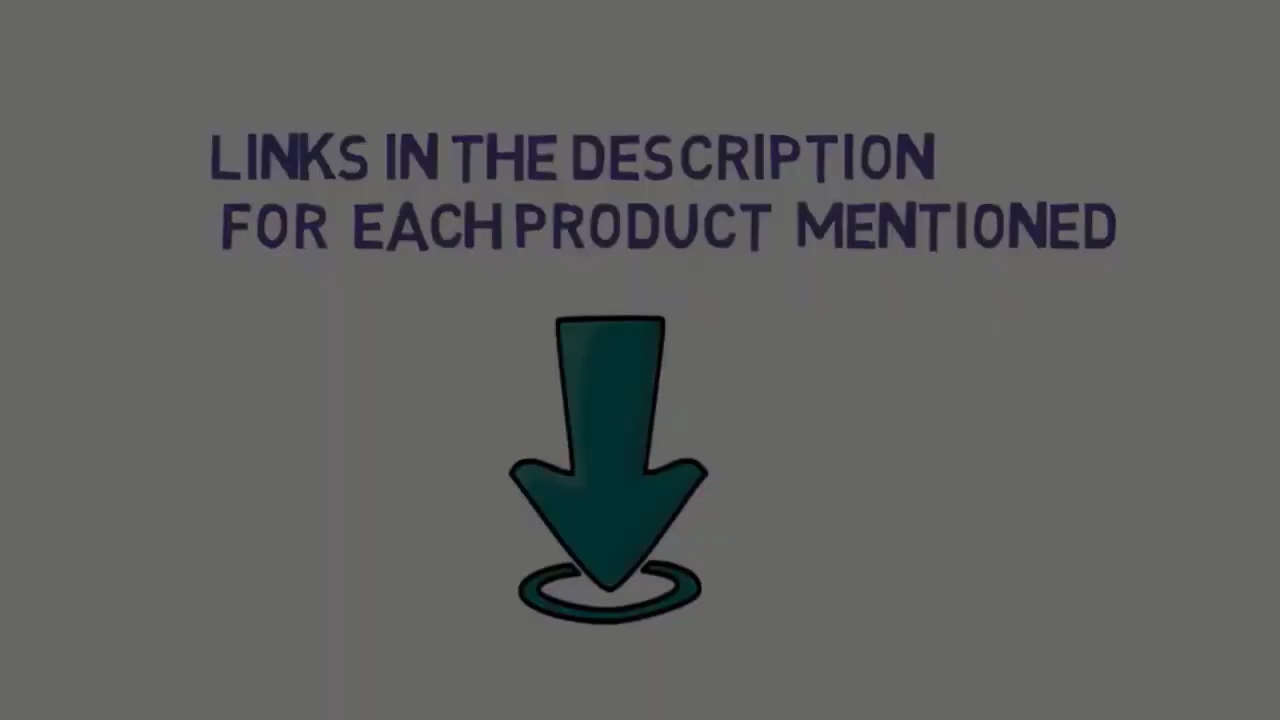 LINKS IN THE DESCRIPTION
FOR EACH PRODUCT MENTIONED